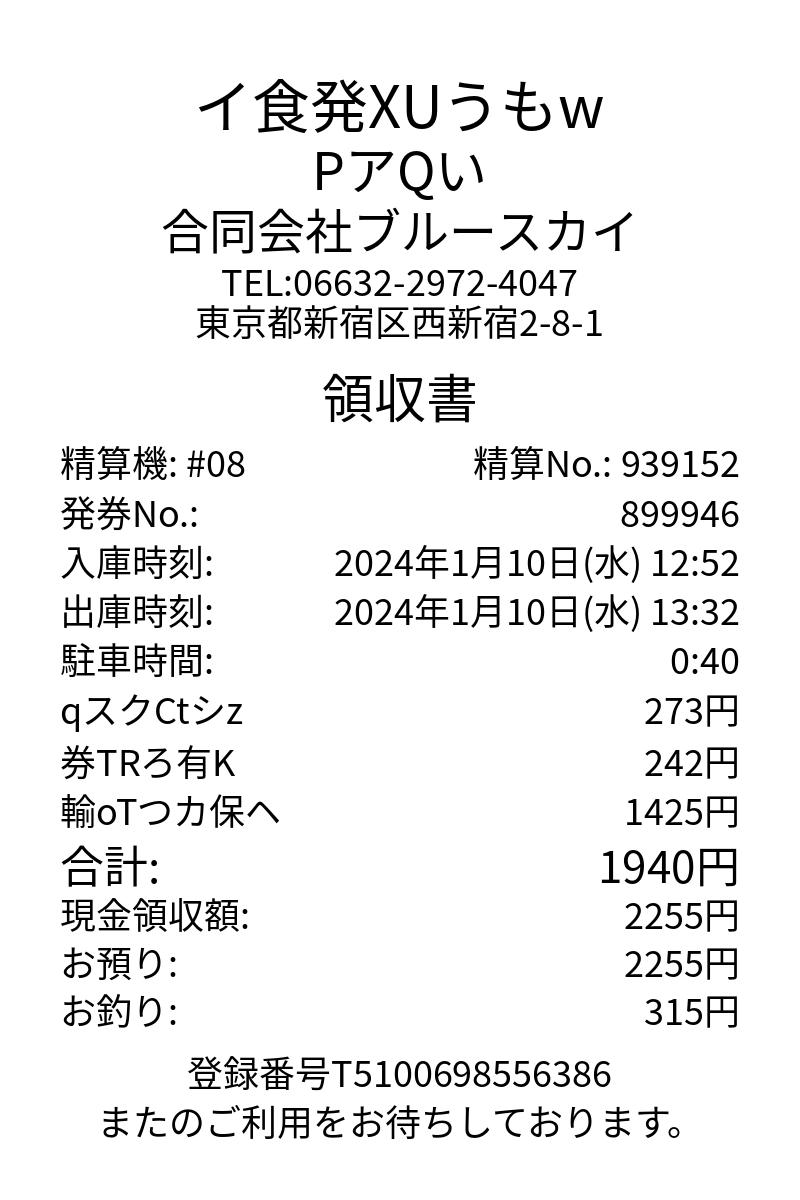 イ食発XUうもw
PアQい
合同会社ブルースカイ
TEL:06632-2972-4047
東京都新宿区西新宿2-8-1
領収書
精算機: #08 精算No.: 939152
発券No.: 899946
入庫時刻: 2024年1月10日(水) 12:52
出庫時刻: 2024年1月10日(水) 13:32
駐車時間: 0:40
qスクCtシz 273円
券TRろ有K 242円
輸oTつカ保ヘ 1425円
合計: 1940円
現金領収額: 2255円
お預り: 2255円
お釣り: 315円
登録番号T5100698556386
またのご利用をお待ちしております。